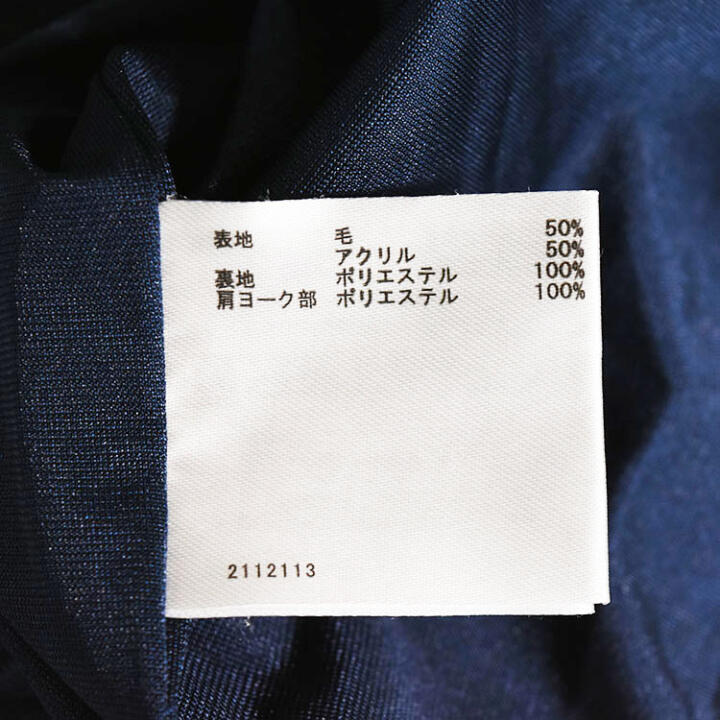 表地 毛 50%
アクリル 50%
裏地 ポリエステル 100%
肩ヨーク部 ポリエステル 100%
2112113